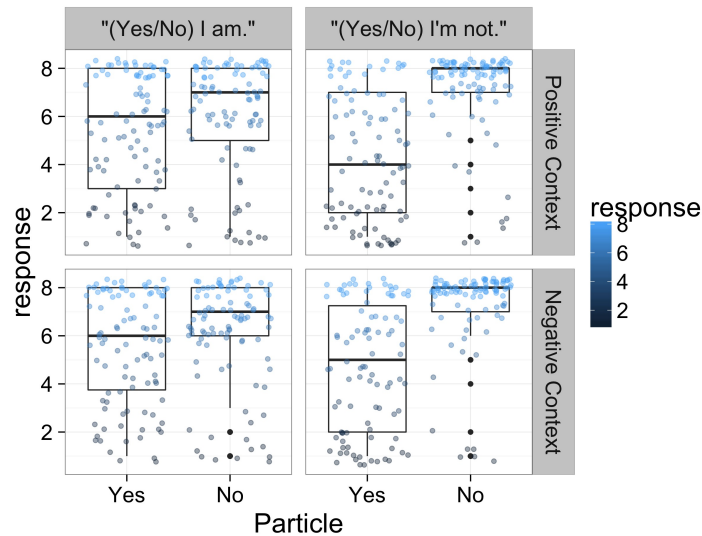 "(Yes/No) I am."
"(Yes/No) I'm not."
8
6
4
2
Positive Context
8
6
4
2
Negative Context
response
Yes
No
Yes
No
Particle
response
8
6
4
2